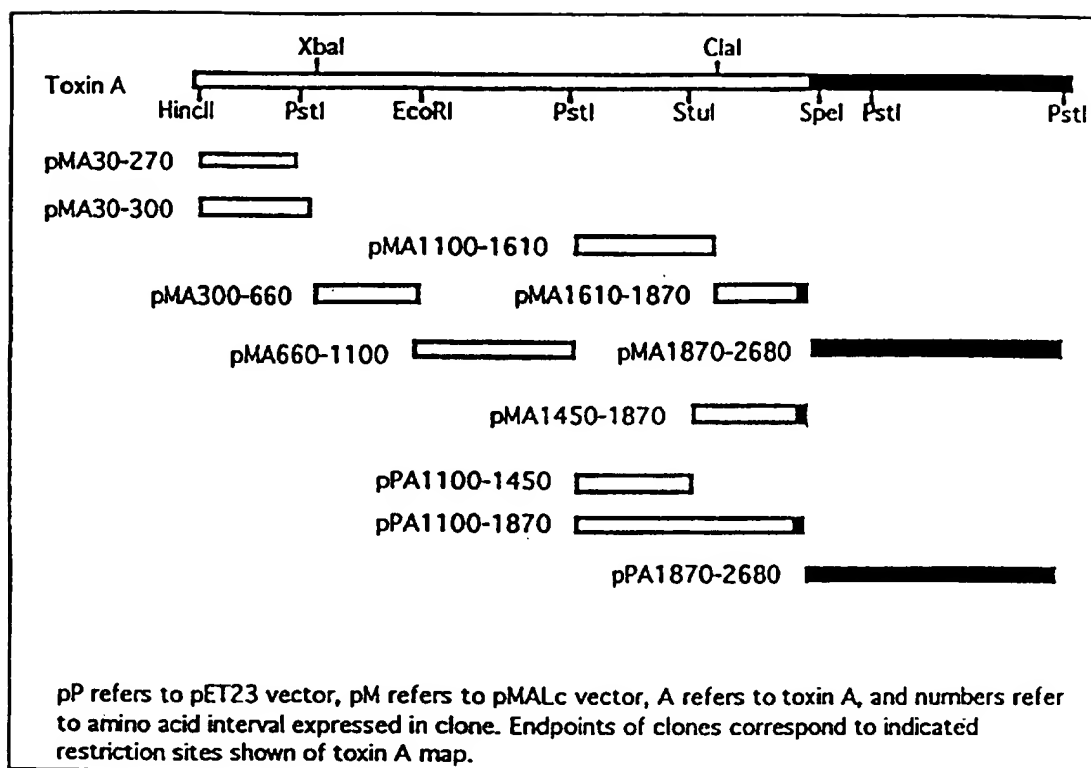 XbaI ClaI
Toxin A
HincII PstI EcoRI PstI StuI SpeI PstI PstI
pMA30-270
pMA30-300
pMA1100-1610
pMA300-660 pMA1610-1870
pMA660-1100 pMA1870-2680
pMA1450-1870
pPA1100-1450
pPA1100-1870
pPA1870-2680
pP refers to pET23 vector, pM refers to pMALc vector, A refers to toxin A, and numbers refer
to amino acid interval expressed in clone. Endpoints of clones correspond to indicated
restriction sites shown of toxin A map.